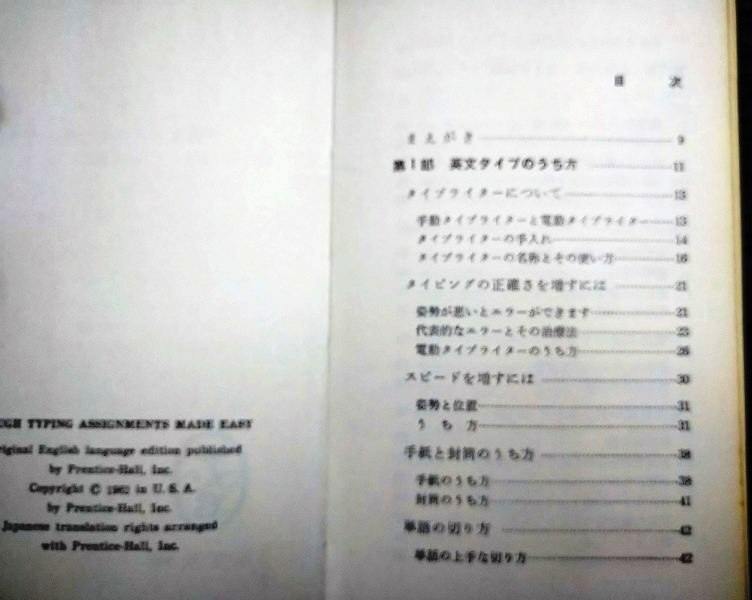 UGH TYPING ASSIGNMENTS MADE EASY
riginal English language edition published
by Prentice-Hall, Inc.
Copyright © 1962 in U. S. A.
by Prentice-Hall, Inc.
Japanese translation rights arranged
with Prentice-Hall, Inc.
目 次
まえがき 9
第1部 英文タイプのうち方 11
タイプライターについて 13
手動タイプライターと電動タイプライター 13
タイプライターの手入れ 14
タイプライターの名称とその使い方 16
タイピングの正確さを増すには 21
姿勢が悪いとエラーができます 21
代表的なエラーとその治療法 23
電動タイプライターのうち方 26
スピードを増すには 30
姿勢と位置 31
う ち 方 31
手紙と封筒のうち方 38
手紙のうち方 38
封筒のうち方 41
単語の切り方 42
単語の上手な切り方 42